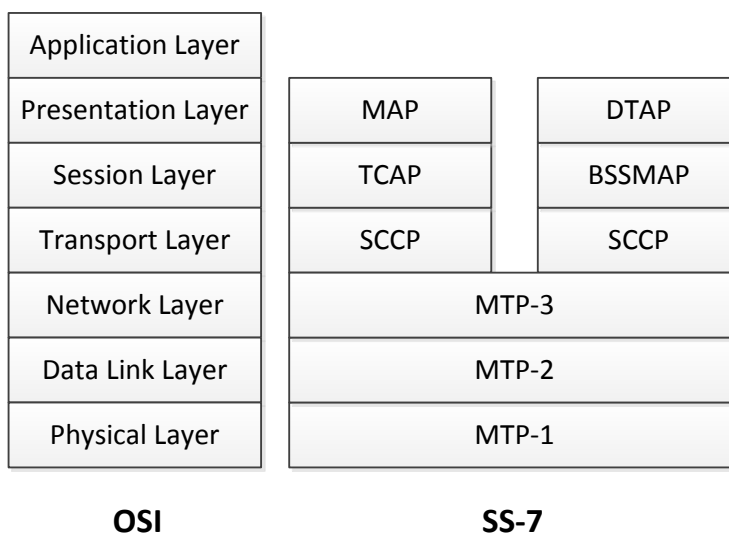 Application Layer
Presentation Layer MAP DTAP
Session Layer TCAP BSSMAP
Transport Layer SCCP SCCP
Network Layer MTP-3
Data Link Layer MTP-2
Physical Layer MTP-1
OSI SS-7